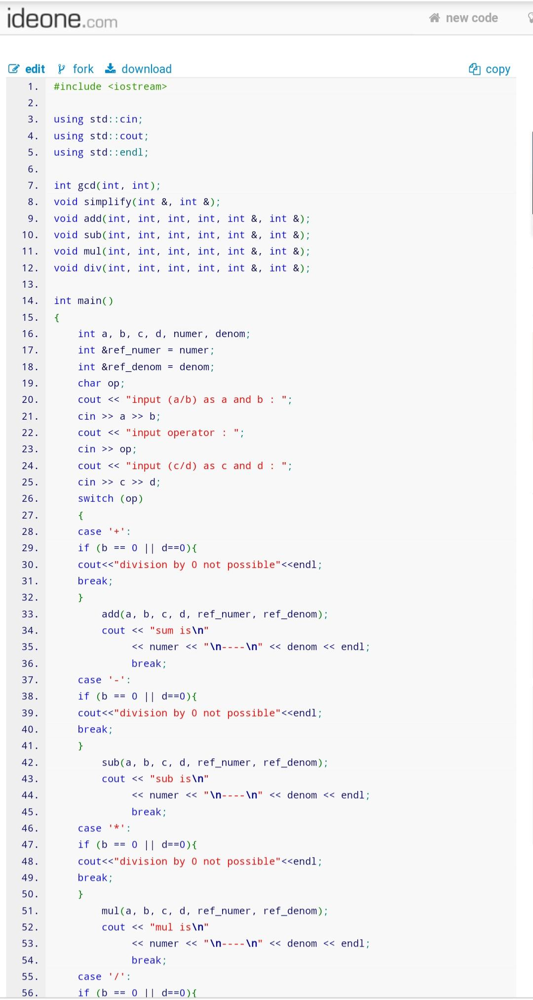 ideone.com new code
edit fork download copy
1. #include <iostream>
2.
3. using std::cin;
4. using std::cout;
5. using std::endl;
6.
7. int gcd(int, int);
8. void simplify(int &, int &);
9. void add(int, int, int, int, int &, int &);
10. void sub(int, int, int, int, int &, int &);
11. void mul(int, int, int, int, int &, int &);
12. void div(int, int, int, int, int &, int &);
13.
14. int main()
15. {
16. int a, b, c, d, numer, denom;
17. int &ref_numer = numer;
18. int &ref_denom = denom;
19. char op;
20. cout << "input (a/b) as a and b : ";
21. cin >> a >> b;
22. cout << "input operator : ";
23. cin >> op;
24. cout << "input (c/d) as c and d : ";
25. cin >> c >> d;
26. switch (op)
27. {
28. case '+':
29. if (b == 0 || d==0){
30. cout<<"division by 0 not possible"<<endl;
31. break;
32. }
33. add(a, b, c, d, ref_numer, ref_denom);
34. cout << "sum is\n"
35. << numer << "\n----\n" << denom << endl;
36. break;
37. case '-':
38. if (b == 0 || d==0){
39. cout<<"division by 0 not possible"<<endl;
40. break;
41. }
42. sub(a, b, c, d, ref_numer, ref_denom);
43. cout << "sub is\n"
44. << numer << "\n----\n" << denom << endl;
45. break;
46. case '*':
47. if (b == 0 || d==0){
48. cout<<"division by 0 not possible"<<endl;
49. break;
50. }
51. mul(a, b, c, d, ref_numer, ref_denom);
52. cout << "mul is\n"
53. << numer << "\n----\n" << denom << endl;
54. break;
55. case '/':
56. if (b == 0 || d==0){